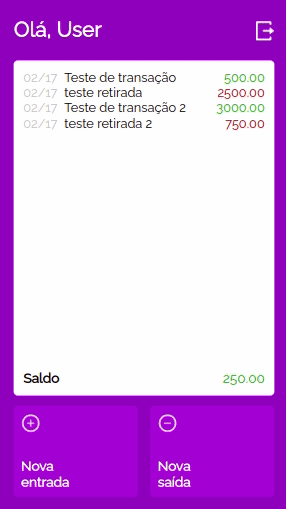 Olá, User
02/17 Teste de transação 500.00
02/17 teste retirada 2500.00
02/17 Teste de transação 2 3000.00
02/17 teste retirada 2 750.00
Saldo 250.00
Nova entrada
Nova saída